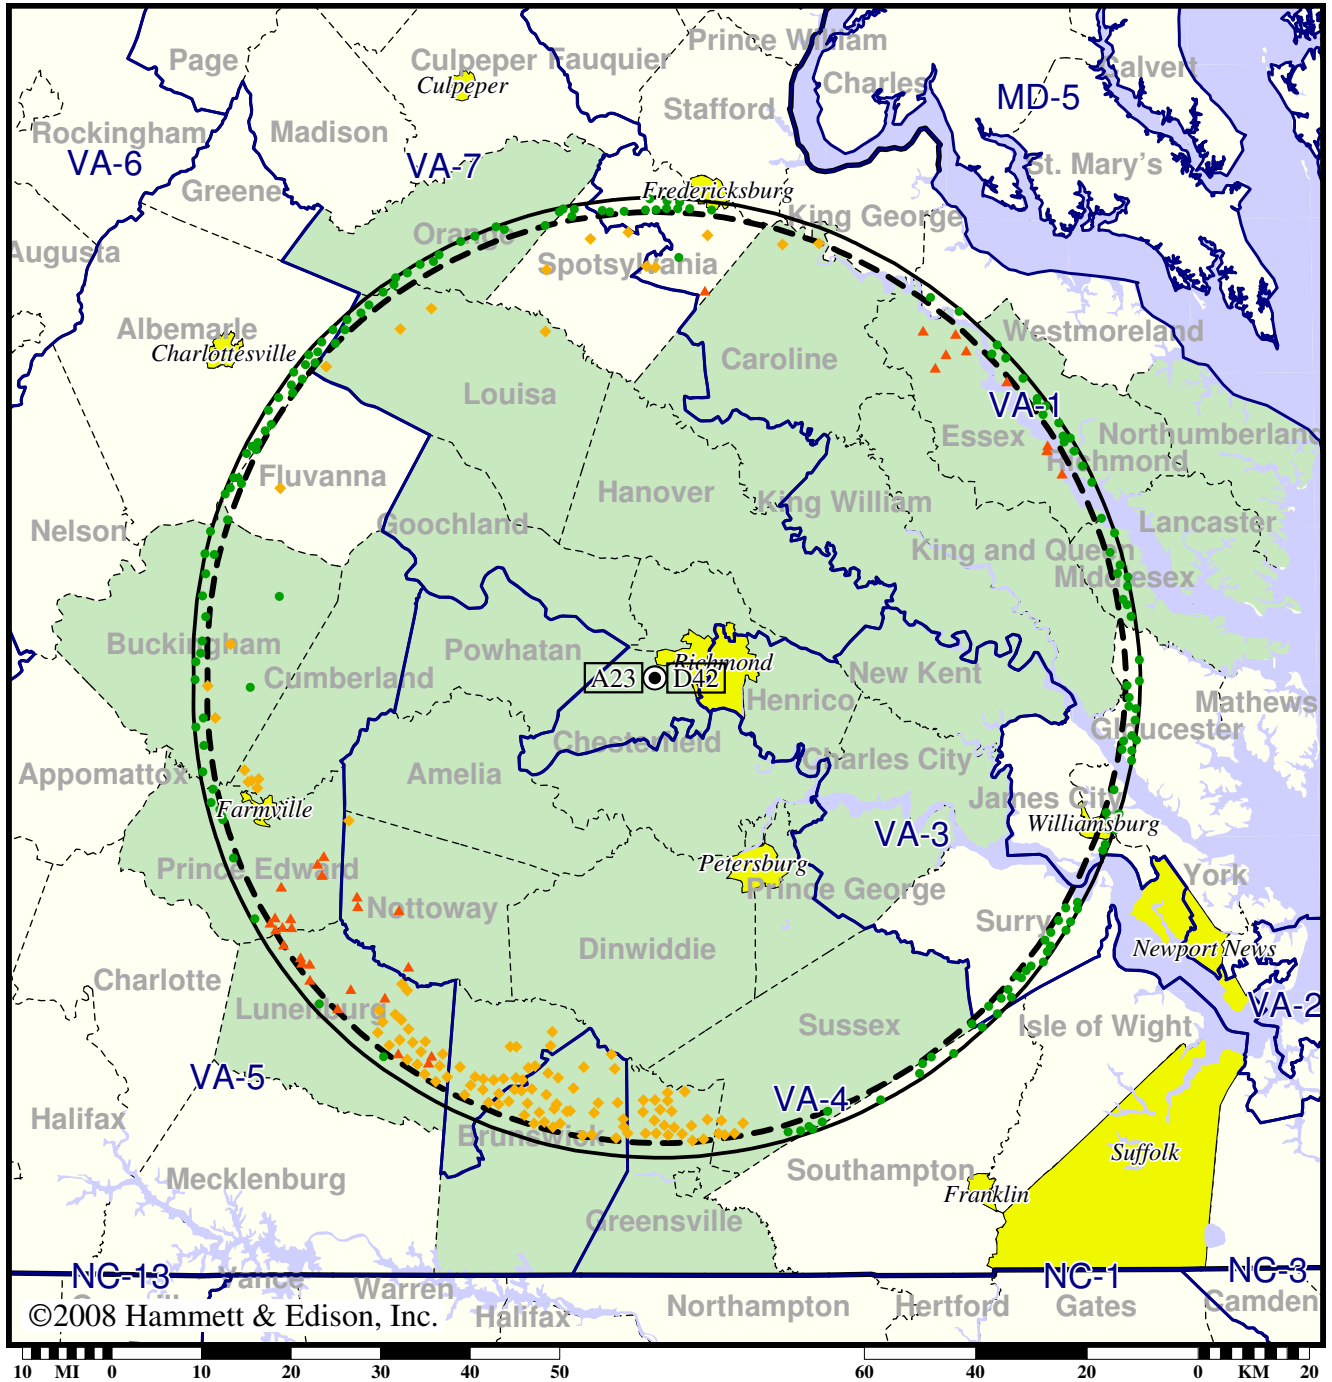 Prince William
Page
Culpeper
Fauquier
Culpeper
Charles
Calvert
MD-5
Stafford
Rockingham
Madison
VA-6
VA-7
St. Mary's
Greene
Fredericksburg
King George
Orange
Augusta
Spotsylvania
Albemarle
Westmoreland
Charlottesville
Caroline
Louisa
VA-1
Essex
Northumberland
Richmond
Fluvanna
Hanover
King William
Goochland
Nelson
Lancaster
King and Queen
Middlesex
Buckingham
Powhatan
Richmond
Cumberland
A23
D42
New Kent
Henrico
Mathews
Gloucester
Chesterfield
Charles City
Appomattox
Amelia
James City
Farmville
Williamsburg
VA-3
Petersburg
Prince Edward
York
Prince George
Nottoway
Surry
Dinwiddie
Newport News
Charlotte
Lunenburg
VA-2
Sussex
Isle of Wight
VA-5
VA-4
Halifax
Brunswick
Suffolk
Southampton
Mecklenburg
Franklin
Greensville
NC-13
Vance
NC-1
NC-3
Warren
Northampton
Hertford
Gates
Camden
©2008 Hammett & Edison, Inc.
Halifax
10 MI 0 10 20 30 40 50
60 40 20 0 KM 20